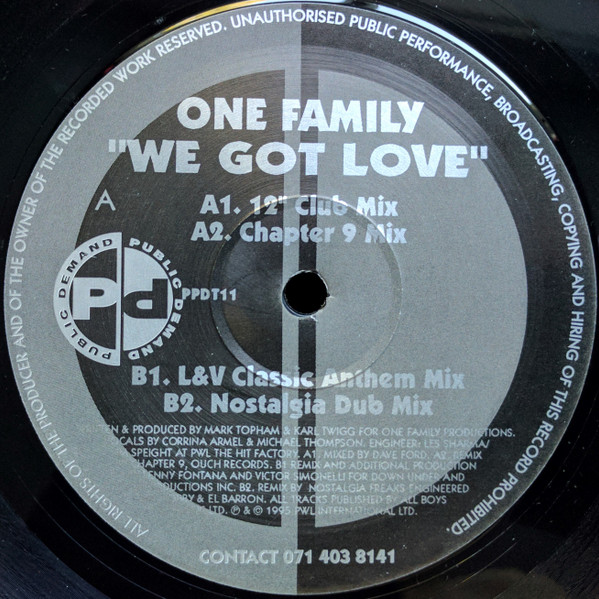 ALL RIGHTS OF THE PRODUCER AND OF THE OWNER OF THE RECORDED WORK RESERVED. UNAUTHORISED PUBLIC PERFORMANCE, BROADCASTING, COPYING AND HIRING OF THIS RECORD PROHIBITED.
ONE FAMILY
"WE GOT LOVE"
A
A1. 12" Club Mix
A2. Chapter 9 Mix
PUBLIC DEMAND PUBLIC DEMAND
Pd
PPDT11
B1. L&V Classic Anthem Mix
B2. Nostalgia Dub Mix
WRITTEN & PRODUCED BY MARK TOPHAM & KARL TWIGG FOR ONE FAMILY PRODUCTIONS.
VOCALS BY CORRINA ARMEL & MICHAEL THOMPSON. ENGINEER: LES SHARMA/
SPEIGHT AT PWL THE HIT FACTORY. A1. MIXED BY DAVE FORD. A2. REMIX
CHAPTER 9, OUCH RECORDS. B1 REMIX AND ADDITIONAL PRODUCTION
LENNY FONTANA AND VICTOR SIMONELLI FOR DOWN UNDER AND
INC. B2. REMIX BY NOSTALGIA FREAKS ENGINEERED
BY & EL BARRON. ALL TRACKS PUBLISHED BY ALL BOYS
LTD. ℗ & © 1995 PWL INTERNATIONAL LTD.
CONTACT 071 403 8141